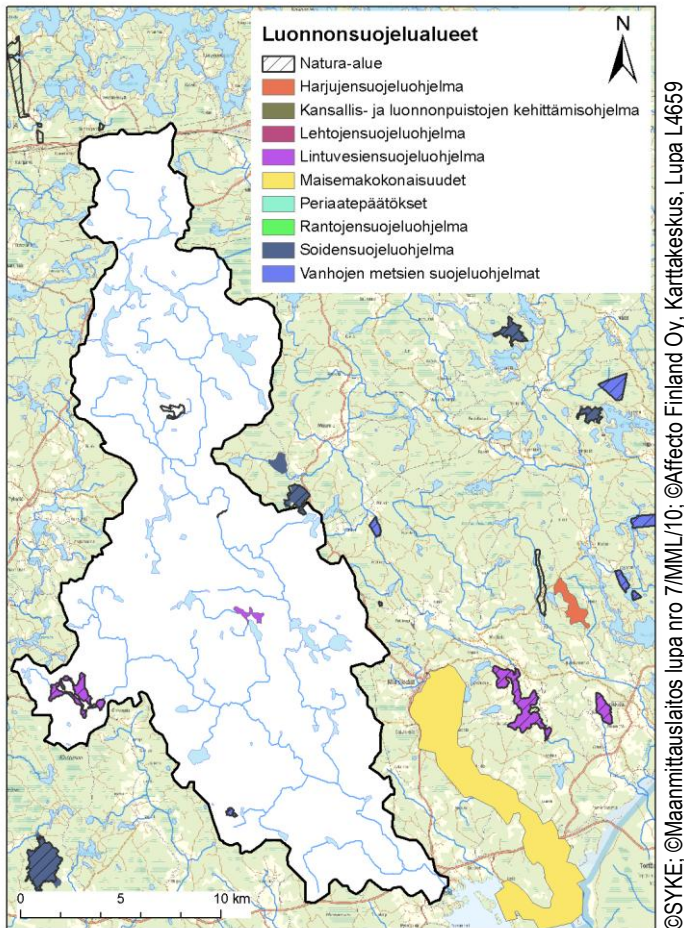 Luonnonsuojelualueet
N
Natura-alue
Harjujensuojeluohjelma
Kansallis- ja luonnonpuistojen kehittämisohjelma
Lehtojensuojeluohjelma
Lintuvesiensuojeluohjelma
Maisemakokonaisuudet
Periaatepäätökset
Rantojensuojeluohjelma
Soidensuojeluohjelma
Vanhojen metsien suojeluohjelmat
0 5 10 km
©SYKE; ©Maanmittauslaitos lupa nro 7/MML/10; ©Affecto Finland Oy, Karttakeskus, Lupa L4659